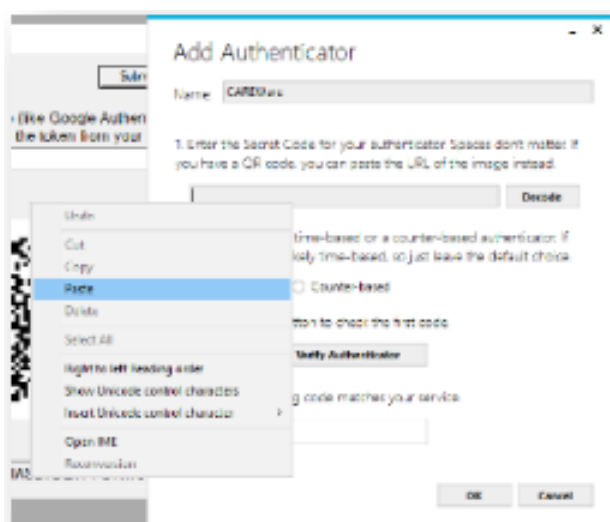 Add Authenticator
Subm
Name: CAREWare
(like Google Authen
the token from your
1. Enter the Secret Code for your authenticator. Spaces don't matter. If
you have a QR code, you can paste the URL of the image instead.
Decode
time-based or a counter-based authenticator. If
kely time-based, so just leave the default choice.
Counter-based
tton to check the first code.
Verify Authenticator
g code matches your service.
Undo
Cut
Copy
Paste
Delete
Select All
Right to left Reading order
Show Unicode control characters
Insert Unicode control character
Open IME
Reconversion
OK
Cancel